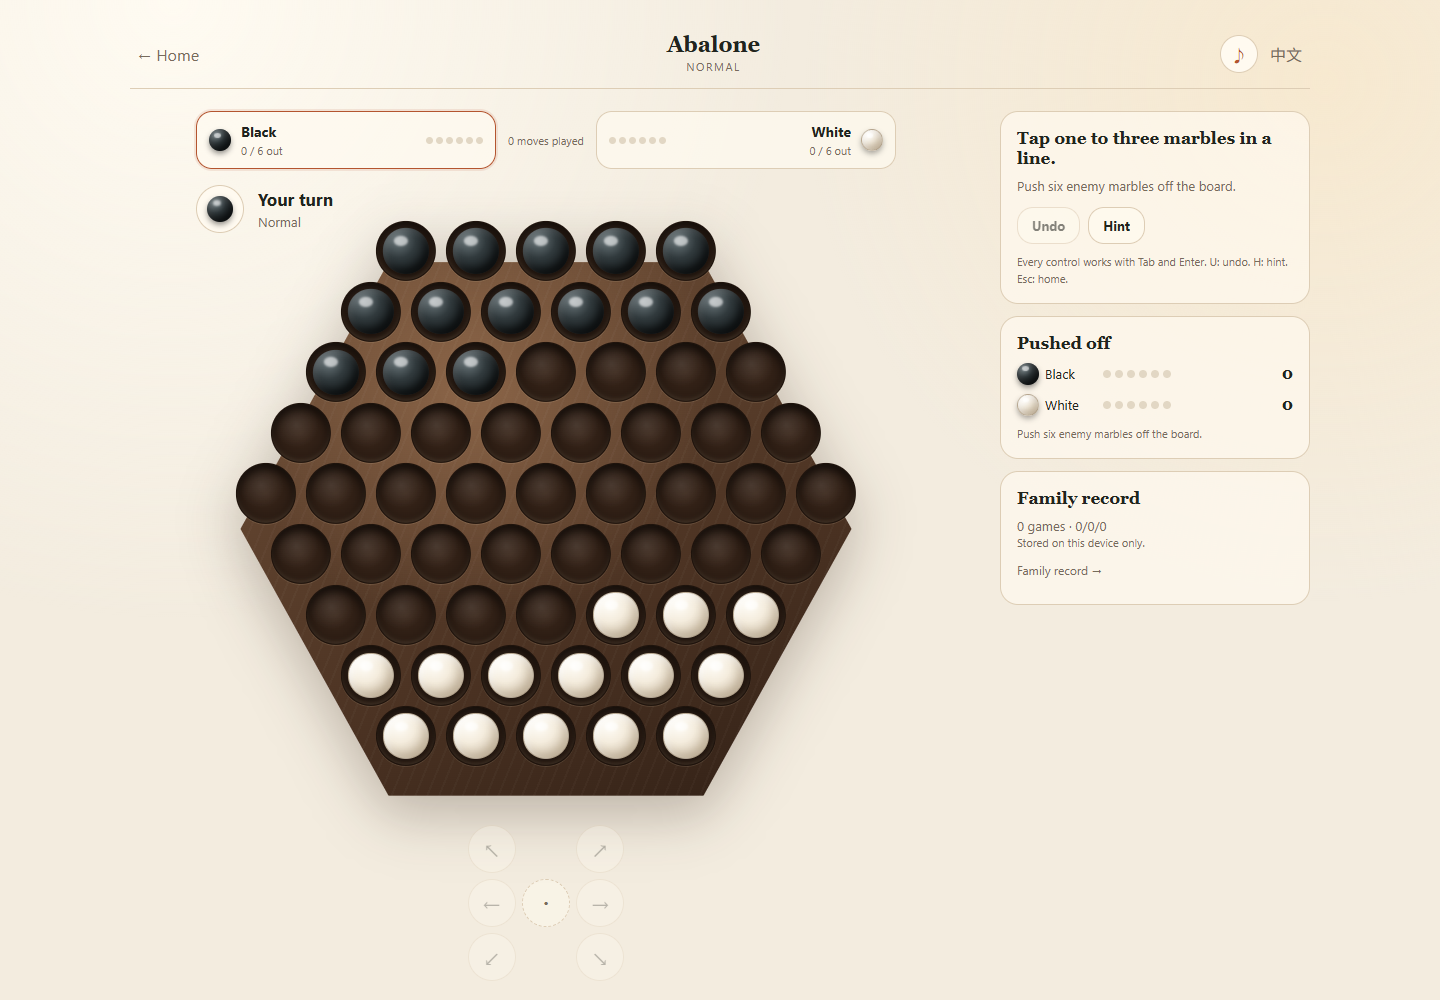 ← Home
Abalone
NORMAL
♪
中文
Black
0 / 6 out
0 moves played
White
0 / 6 out
Your turn
Normal
Tap one to three marbles in a
line.
Push six enemy marbles off the board.
Undo
Hint
Every control works with Tab and Enter. U: undo. H: hint.
Esc: home.
Pushed off
Black
0
White
0
Push six enemy marbles off the board.
Family record
0 games · 0/0/0
Stored on this device only.
Family record →
↖
↗
←
·
→
↙
↘